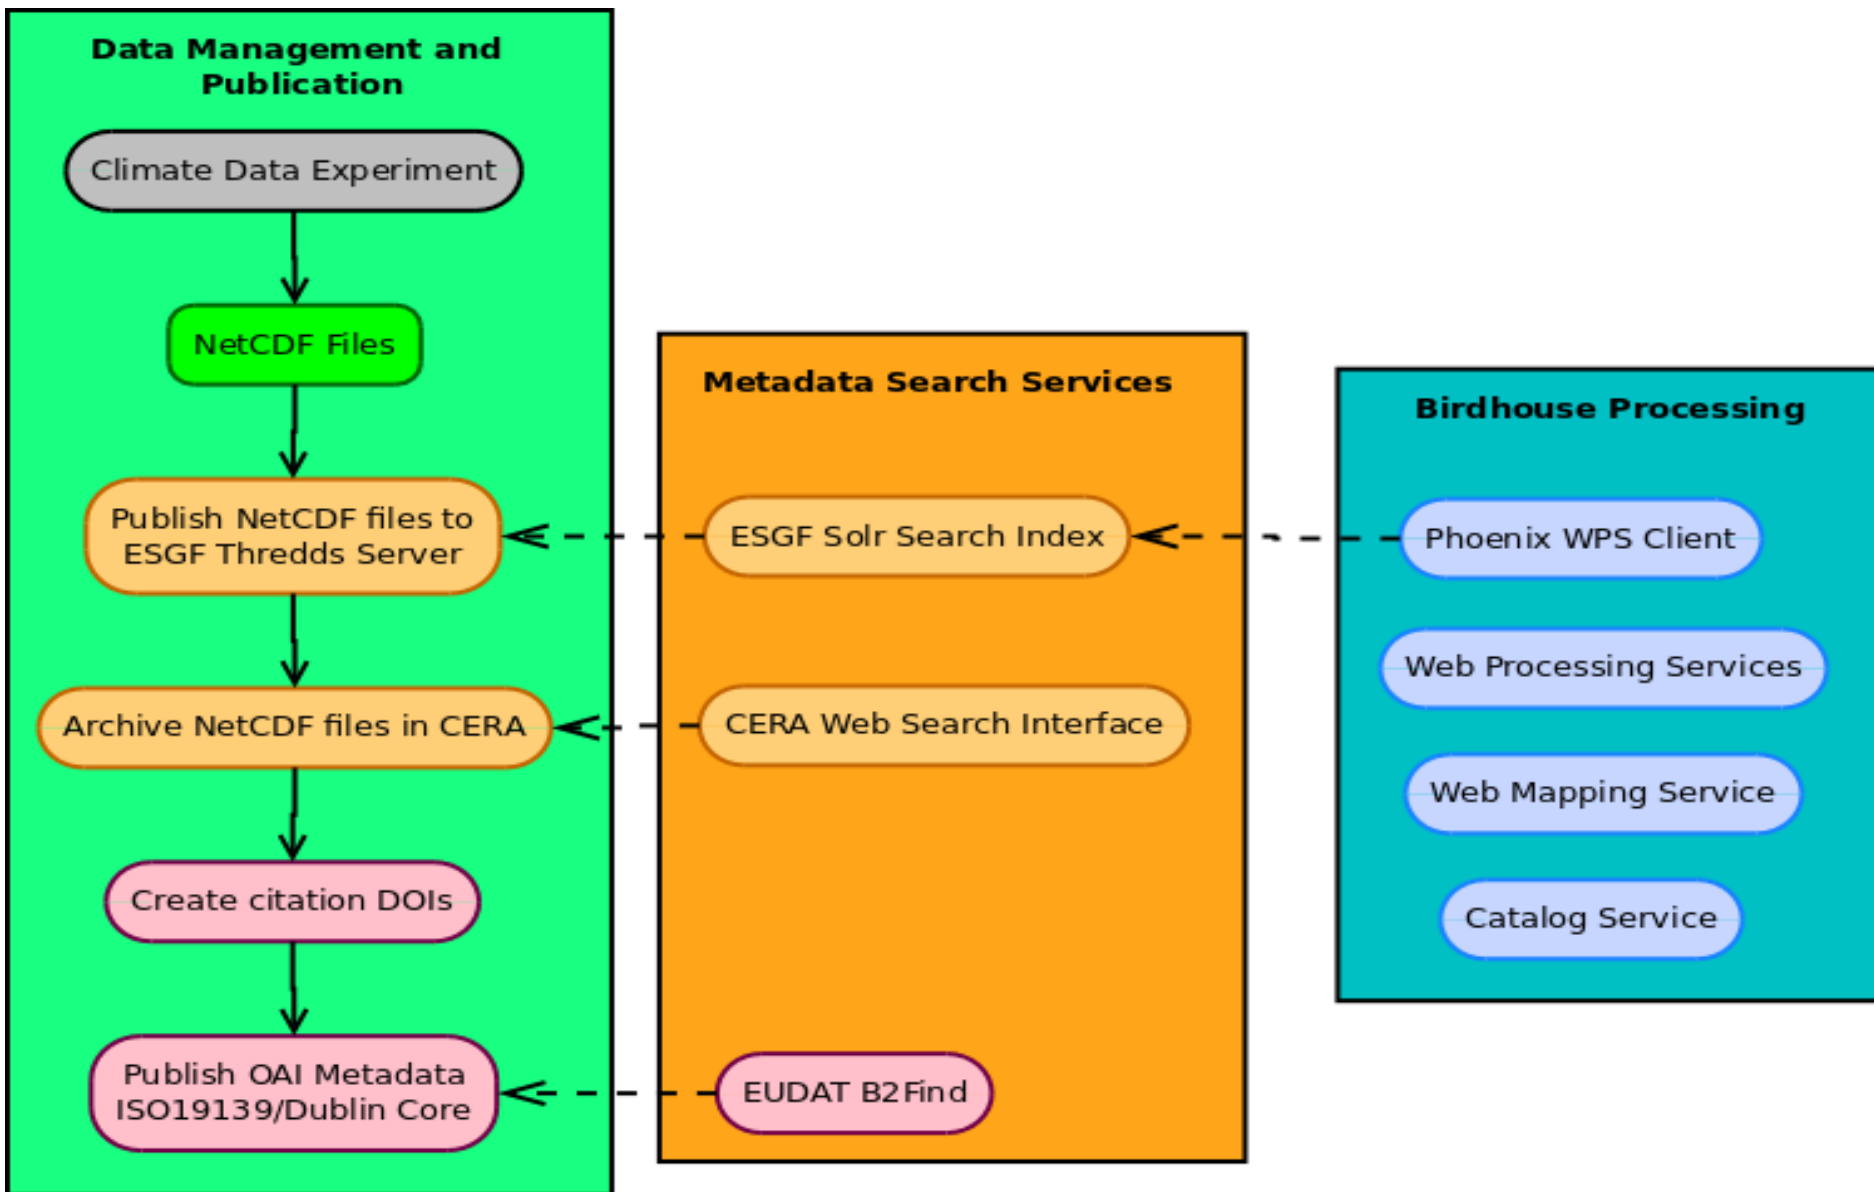 Data Management and
Publication
Climate Data Experiment
NetCDF Files
Publish NetCDF files to
ESGF Thredds Server
Archive NetCDF files in CERA
Create citation DOIs
Publish OAI Metadata
ISO19139/Dublin Core
Metadata Search Services
ESGF Solr Search Index
CERA Web Search Interface
EUDAT B2Find
Birdhouse Processing
Phoenix WPS Client
Web Processing Services
Web Mapping Service
Catalog Service